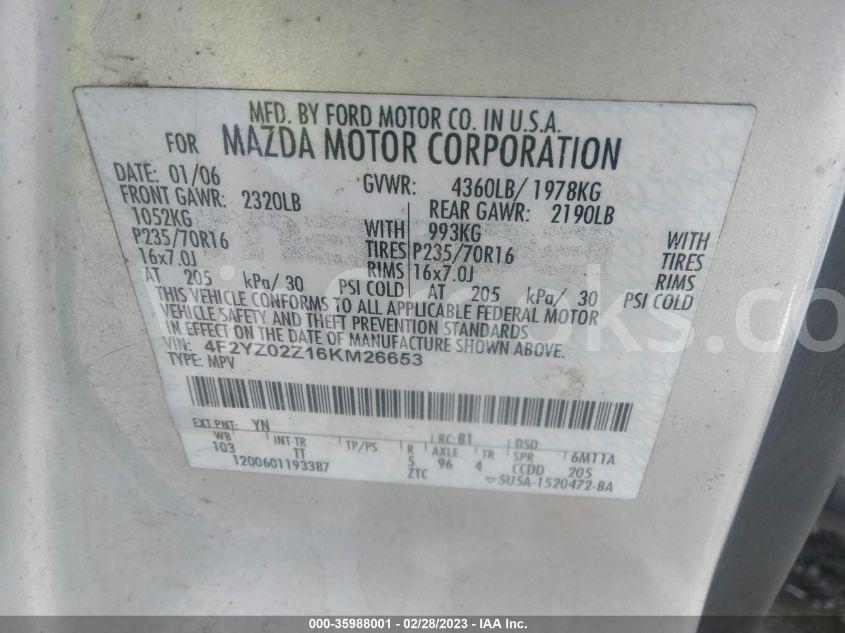 MFD. BY FORD MOTOR CO. IN U.S.A.
FOR MAZDA MOTOR CORPORATION
DATE: 01/06 GVWR: 4360LB/ 1978KG
FRONT GAWR: 2320LB REAR GAWR: 2190LB
1052KG WITH 993KG WITH
P235/70R16 TIRES P235/70R16 TIRES
16x7.0J RIMS 16x7.0J RIMS
AT 205 kPa/ 30 PSI COLD AT 205 kPa/ 30 PSI COLD
THIS VEHICLE CONFORMS TO ALL APPLICABLE FEDERAL MOTOR
VEHICLE SAFETY AND THEFT PREVENTION STANDARDS
IN EFFECT ON THE DATE OF MANUFACTURE SHOWN ABOVE.
VIN: 4F2YZ02Z16KM26653
TYPE: MPV
EXT PNT: YN RC: 81 DSO:
WB INT TR TP/PS R AXLE TR SPR 6M11A
103 TT 5 96 4 CCDD 205
1200601193387 ZTC SU5A-1520472-BA
000-35988001 - 02/28/2023 - IAA Inc.